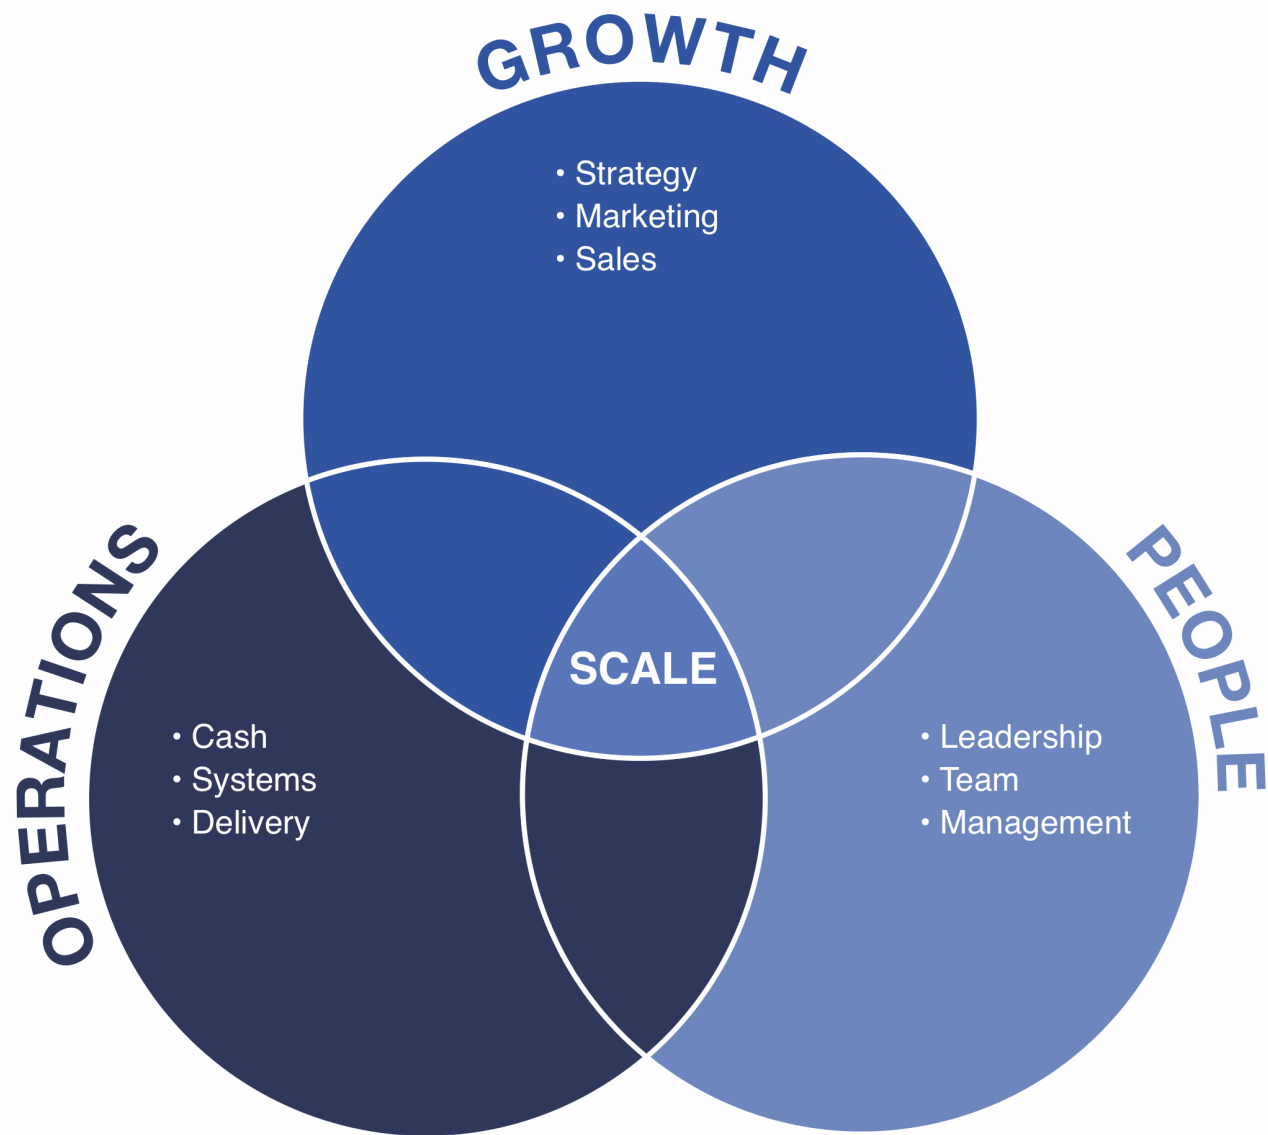 GROWTH
• Strategy
• Marketing
• Sales
OPERATIONS
PEOPLE
SCALE
• Cash
• Systems
• Delivery
• Leadership
• Team
• Management